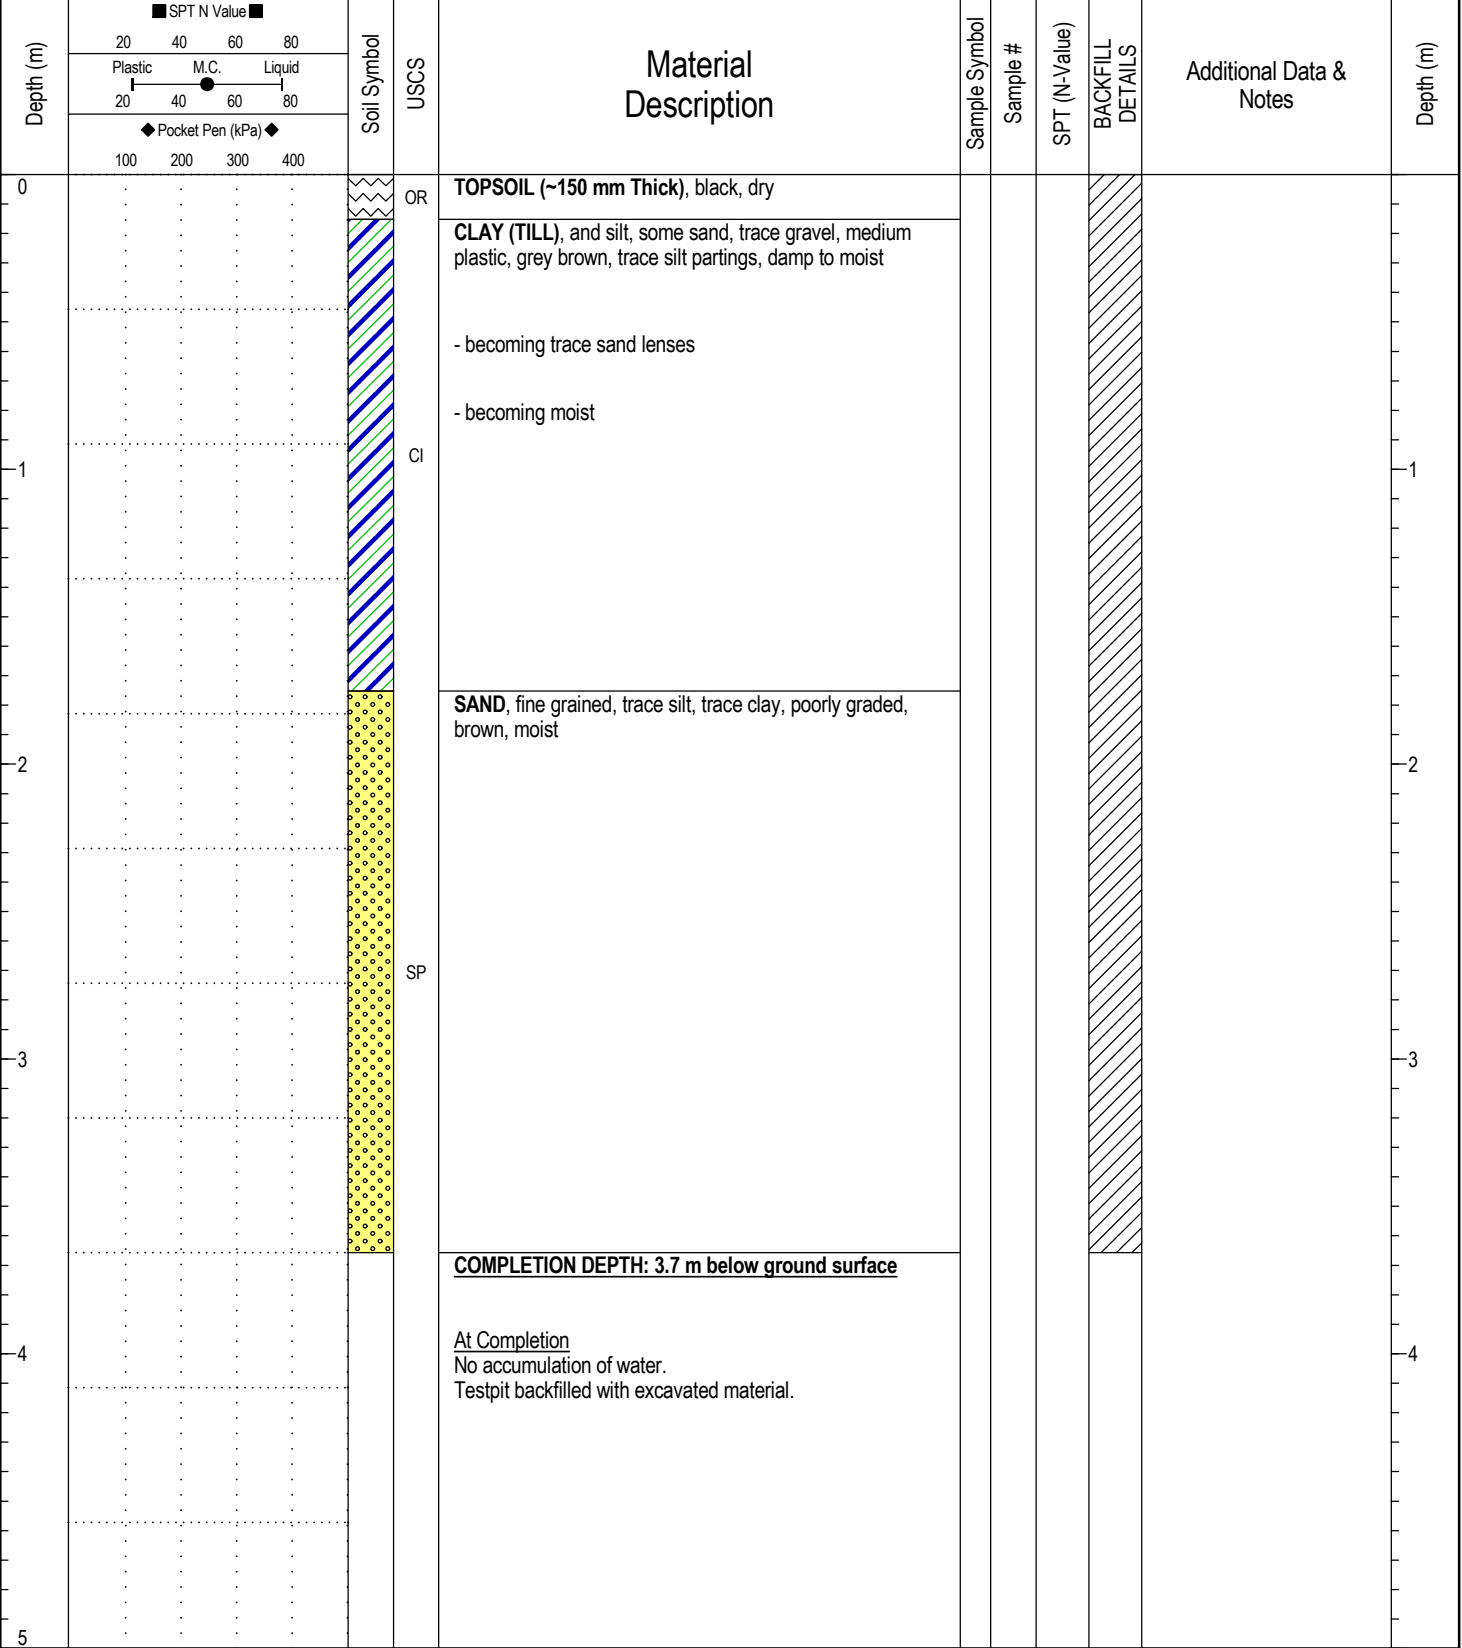 Depth (m)
■ SPT N Value ■
20 40 60 80
Plastic M.C. Liquid
20 40 60 80
◆ Pocket Pen (kPa) ◆
100 200 300 400
Soil Symbol
USCS
Material
Description
Sample Symbol
Sample #
SPT (N-Value)
BACKFILL
DETAILS
Additional Data &
Notes
Depth (m)
0
OR
TOPSOIL (~150 mm Thick), black, dry
CLAY (TILL), and silt, some sand, trace gravel, medium
plastic, grey brown, trace silt partings, damp to moist
- becoming trace sand lenses
- becoming moist
CI
1
1
SAND, fine grained, trace silt, trace clay, poorly graded,
brown, moist
2
2
SP
3
3
COMPLETION DEPTH: 3.7 m below ground surface
At Completion
4
4
No accumulation of water.
Testpit backfilled with excavated material.
5